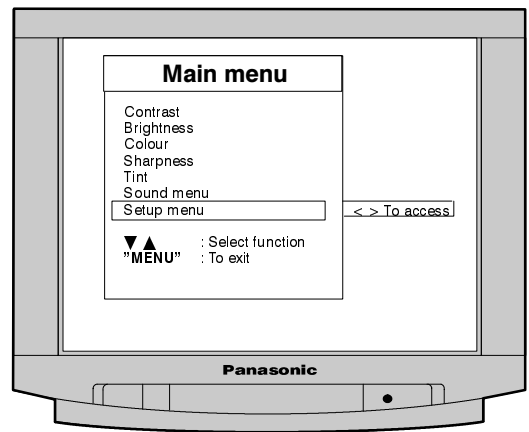 Main menu
Contrast
Brightness
Colour
Sharpness
Tint
Sound menu
Setup menu < > To access
▼ ▲ : Select function
"MENU" : To exit
Panasonic